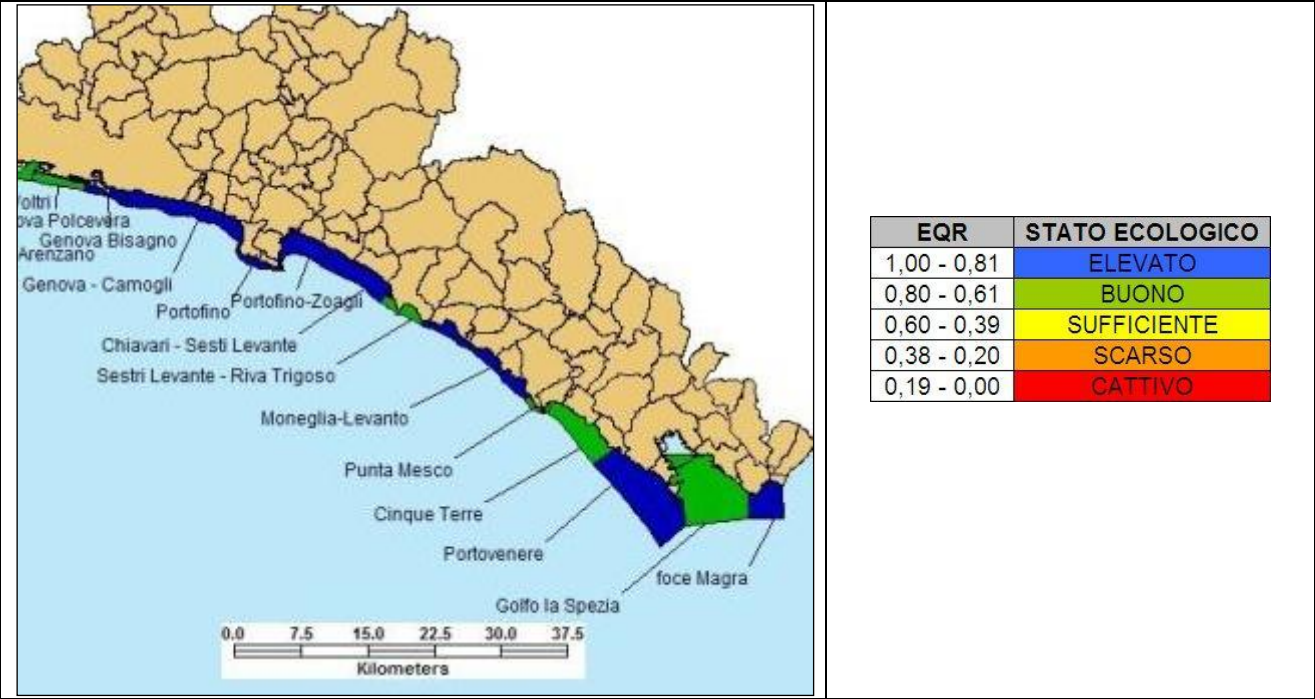 /oltri
ova Polcevera
Genova Bisagno
Arenzano
Genova - Camogli
Portofino
Portofino-Zoagli
Chiavari - Sesti Levante
Sestri Levante - Riva Trigoso
Moneglia-Levanto
Punta Mesco
Cinque Terre
Portovenere
foce Magra
Golfo la Spezia
0.0 7.5 15.0 22.5 30.0 37.5
Kilometers
EQR STATO ECOLOGICO
1,00 - 0,81 ELEVATO
0,80 - 0,61 BUONO
0,60 - 0,39 SUFFICIENTE
0,38 - 0,20 SCARSO
0,19 - 0,00 CATTIVO